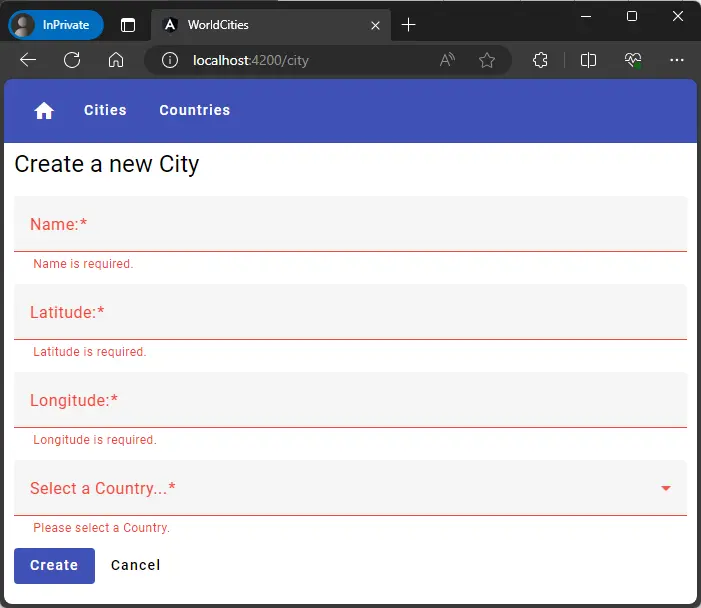 InPrivate
WorldCities
localhost:4200/city
Cities
Countries
Create a new City
Name:*
Name is required.
Latitude:*
Latitude is required.
Longitude:*
Longitude is required.
Select a Country...*
Please select a Country.
Create
Cancel